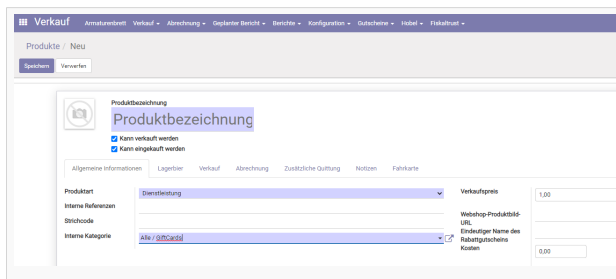 Verkauf Armaturenbrett Verkauf Abrechnung Geplanter Bericht Berichte Konfiguration Gutscheine Hobel Fiskaltrust
Produkte / Neu
Speichern Verwerfen
Produktbezeichnung
Produktbezeichnung
Kann verkauft werden
Kann eingekauft werden
Allgemeine Informationen Lagerbier Verkauf Abrechnung Zusätzliche Quittung Notizen Fahrkarte
Produktart Dienstleistung Verkaufspreis 1,00
Interne Referenzen
Webshop-Produktbild-
URL
Strichcode
Eindeutiger Name des
Rabattgutscheins
Interne Kategorie Alle / GiftCards
Kosten 0,00